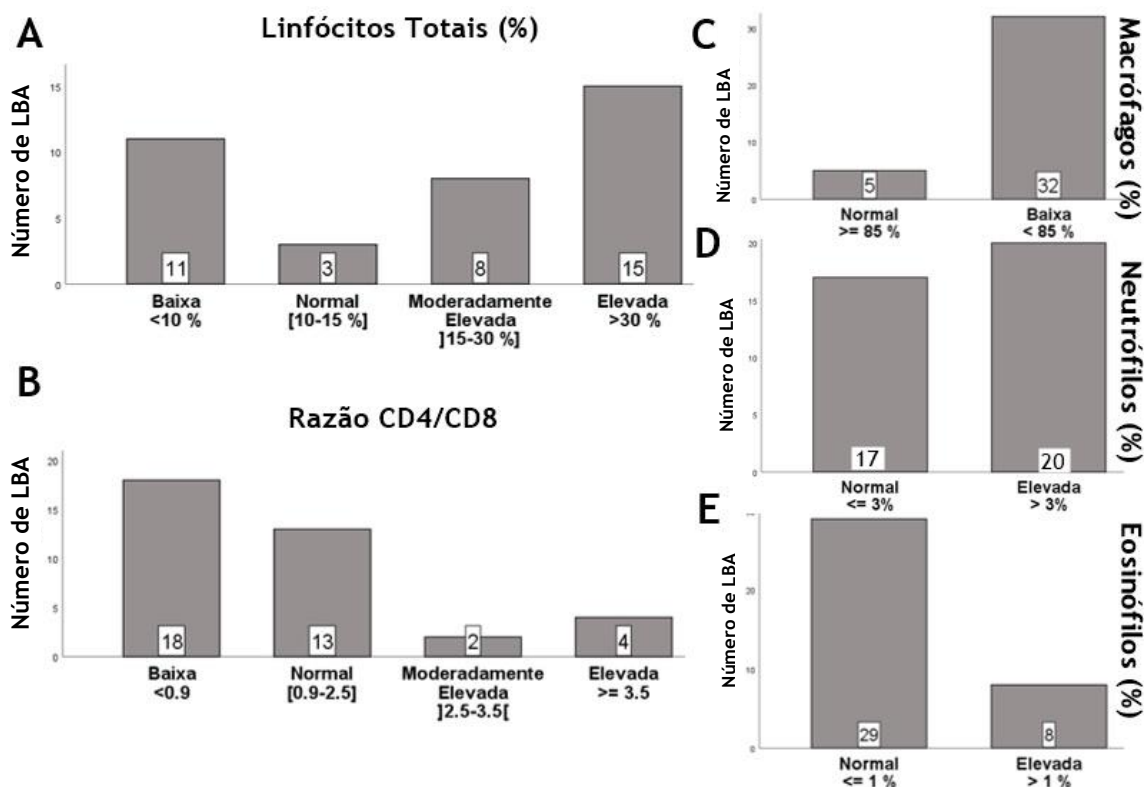 A
Linfócitos Totais (%)
Número de LBA
15
10
5
0
11
3
8
15
Baixa
<10 %
Normal
[10-15 %]
Moderadamente
Elevada
]15-30 %]
Elevada
>30 %
B
Razão CD4/CD8
Número de LBA
20
15
10
5
0
18
13
2
4
Baixa
<0.9
Normal
[0.9-2.5]
Moderadamente
Elevada
]2.5-3.5[
Elevada
>= 3.5
C
Macrófagos (%)
Número de LBA
30
20
10
0
5
32
Normal
>= 85 %
Baixa
< 85 %
D
Neutrófilos (%)
Número de LBA
20
15
10
5
0
17
20
Normal
<= 3%
Elevada
> 3%
E
Eosinófilos (%)
Número de LBA
20
10
0
29
8
Normal
<= 1 %
Elevada
> 1 %